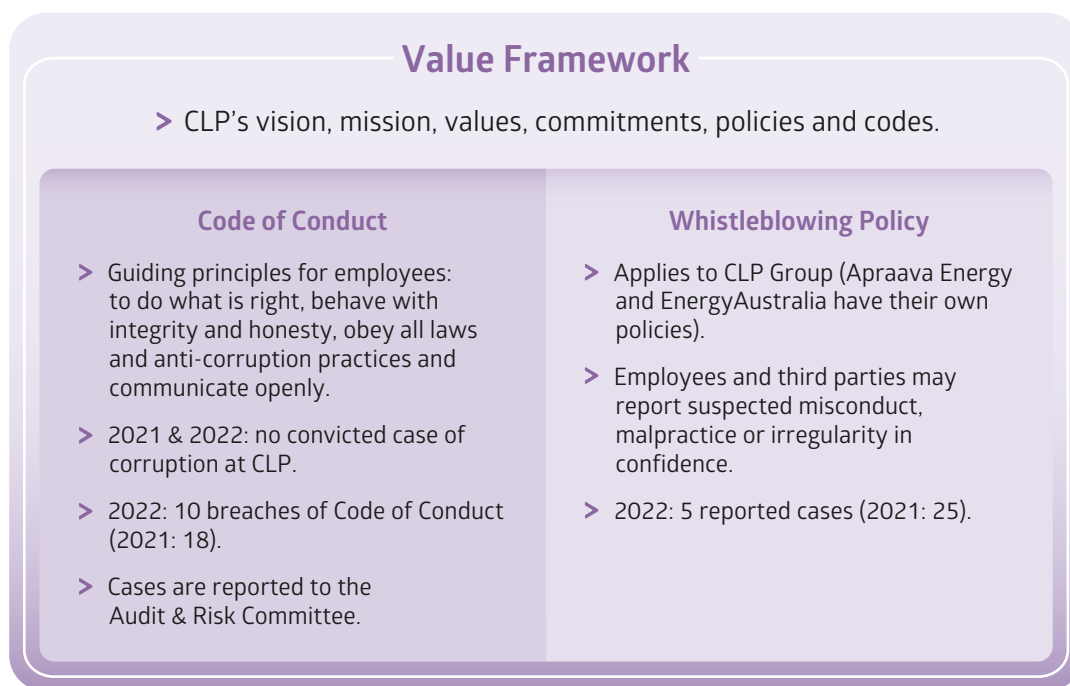 Value Framework
> CLP’s vision, mission, values, commitments, policies and codes.
Code of Conduct
> Guiding principles for employees:
to do what is right, behave with
integrity and honesty, obey all laws
and anti-corruption practices and
communicate openly.
> 2021 & 2022: no convicted case of
corruption at CLP.
> 2022: 10 breaches of Code of Conduct
(2021: 18).
> Cases are reported to the
Audit & Risk Committee.
Whistleblowing Policy
> Applies to CLP Group (Apraava Energy
and EnergyAustralia have their own
policies).
> Employees and third parties may
report suspected misconduct,
malpractice or irregularity in
confidence.
> 2022: 5 reported cases (2021: 25).